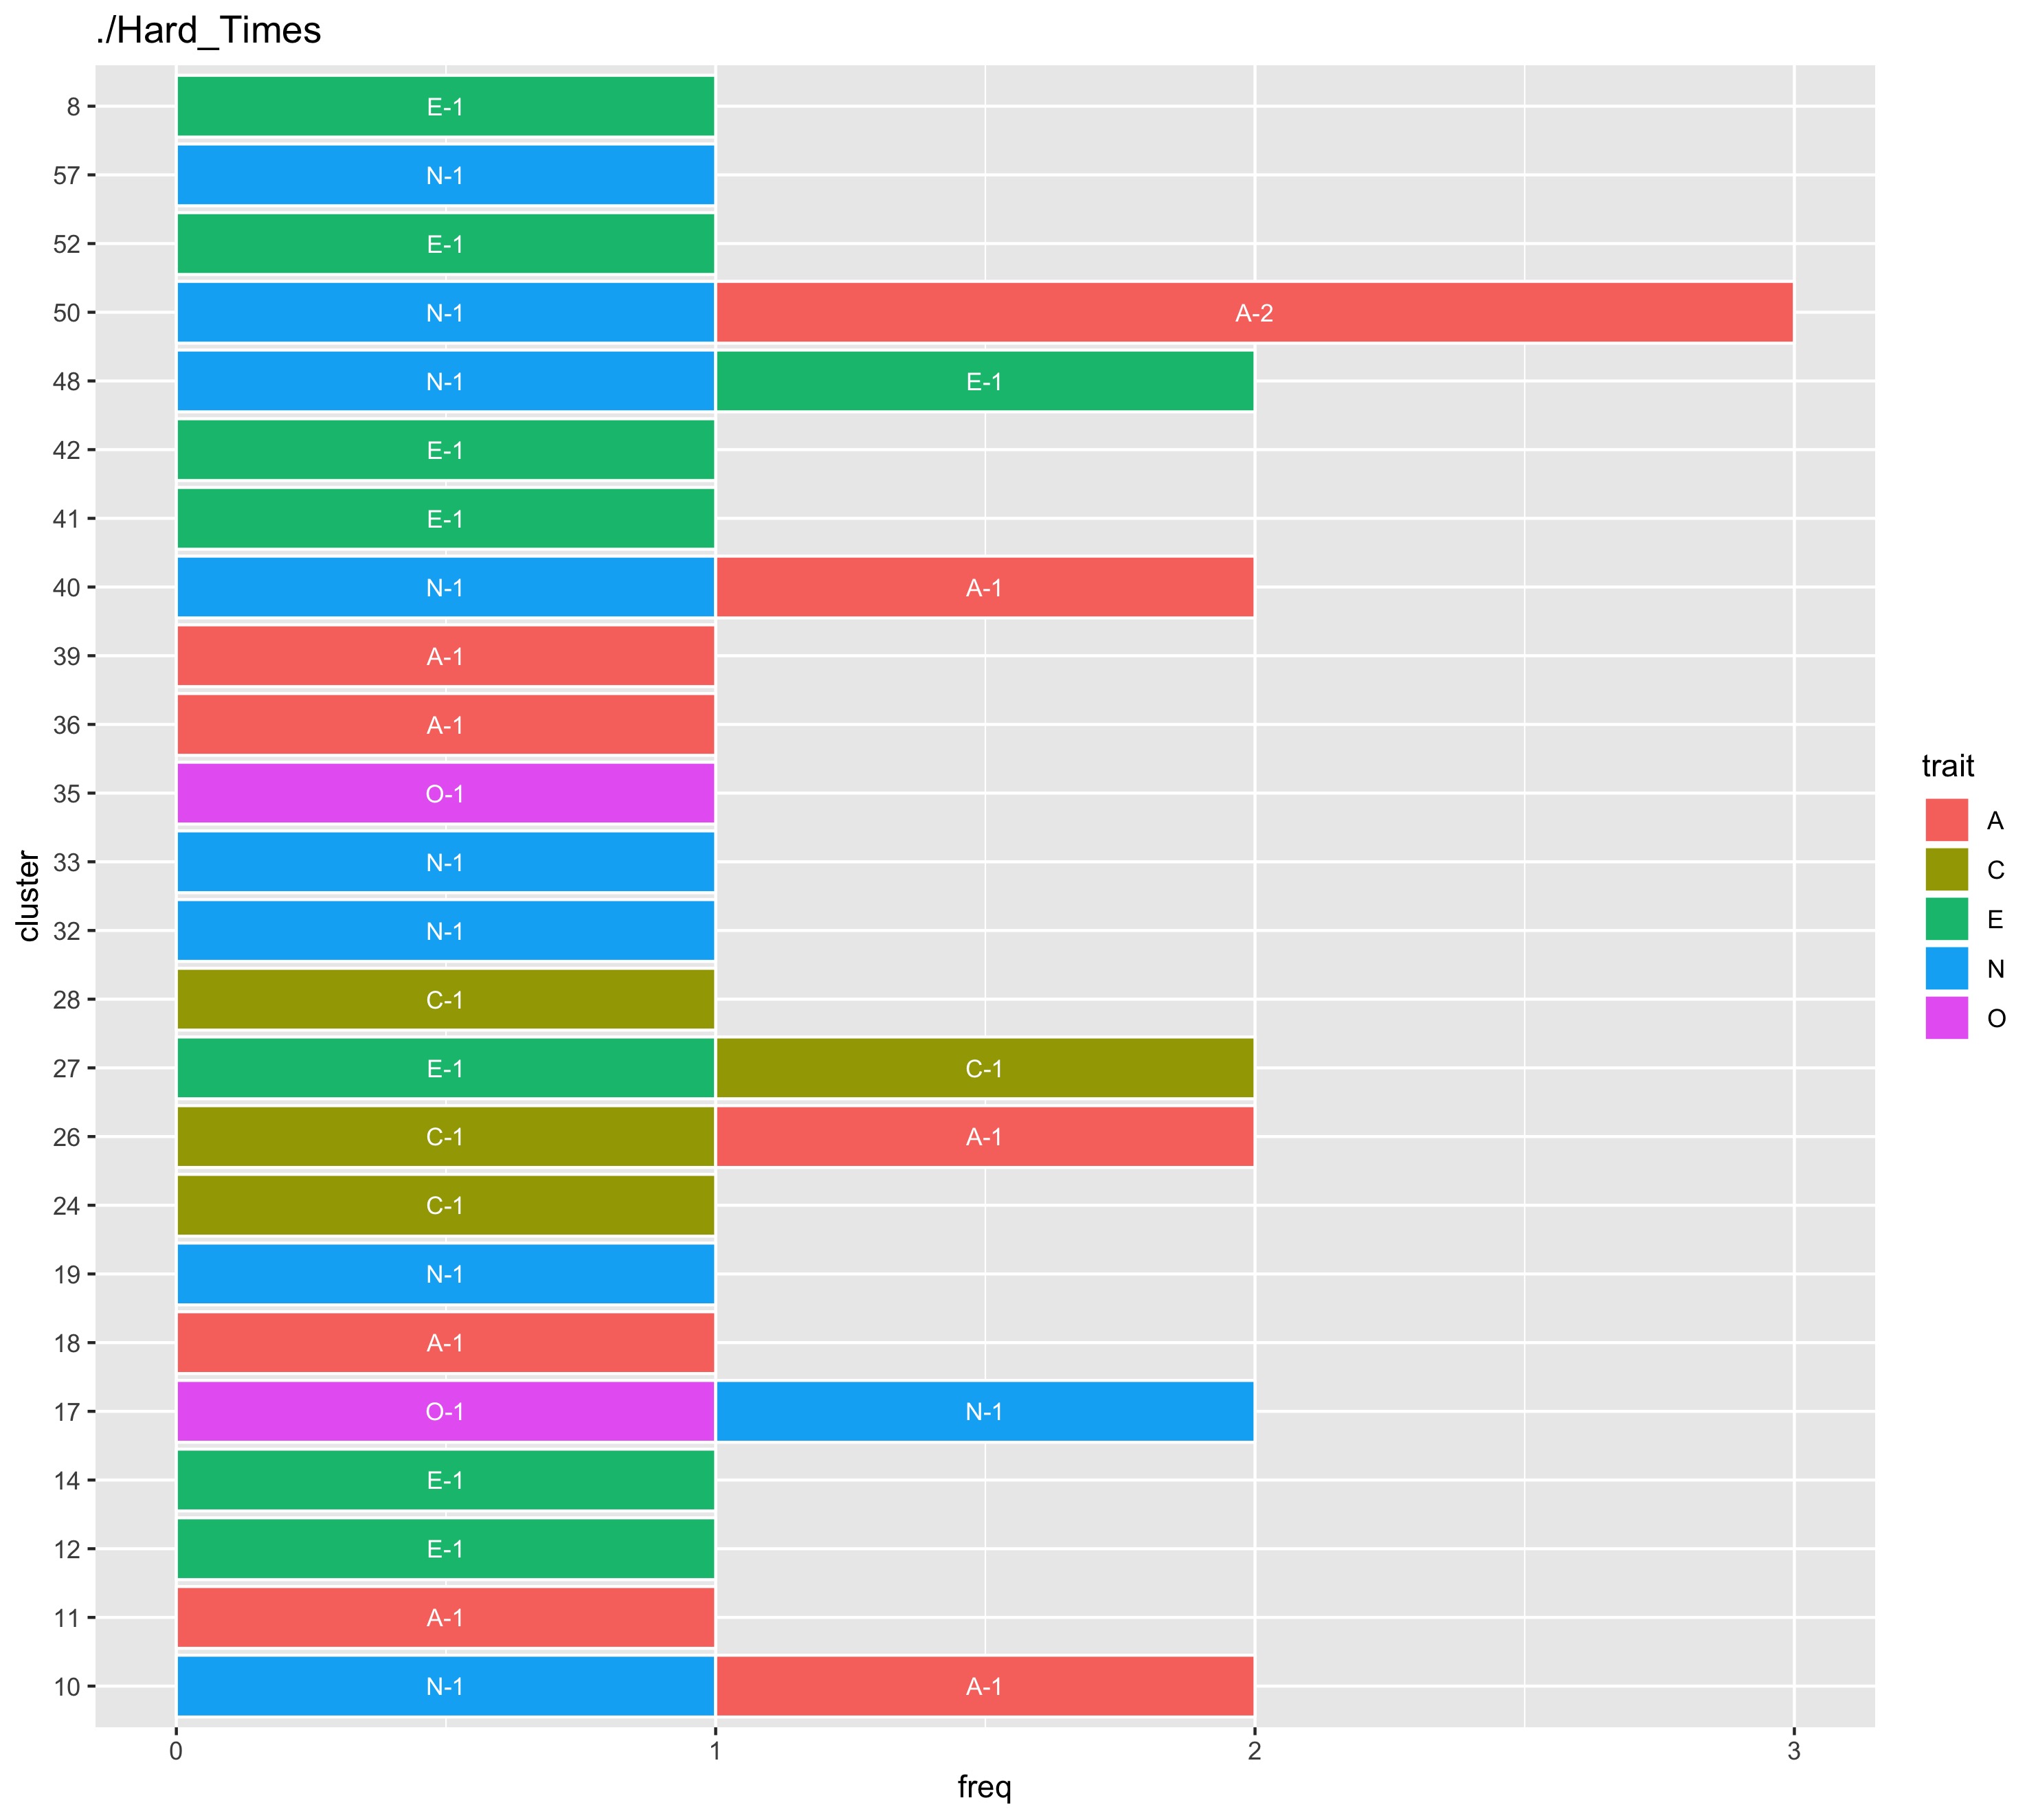 ./Hard_Times
8 E-1
57 N-1
52 E-1
50 N-1 A-2
48 N-1 E-1
42 E-1
41 E-1
40 N-1 A-1
39 A-1
36 A-1
35 O-1
33 N-1
32 N-1
28 C-1
27 E-1 C-1
26 C-1 A-1
24 C-1
19 N-1
18 A-1
17 O-1 N-1
14 E-1
12 E-1
11 A-1
10 N-1 A-1
0 1 2 3
freq
cluster
trait
A
C
E
N
O